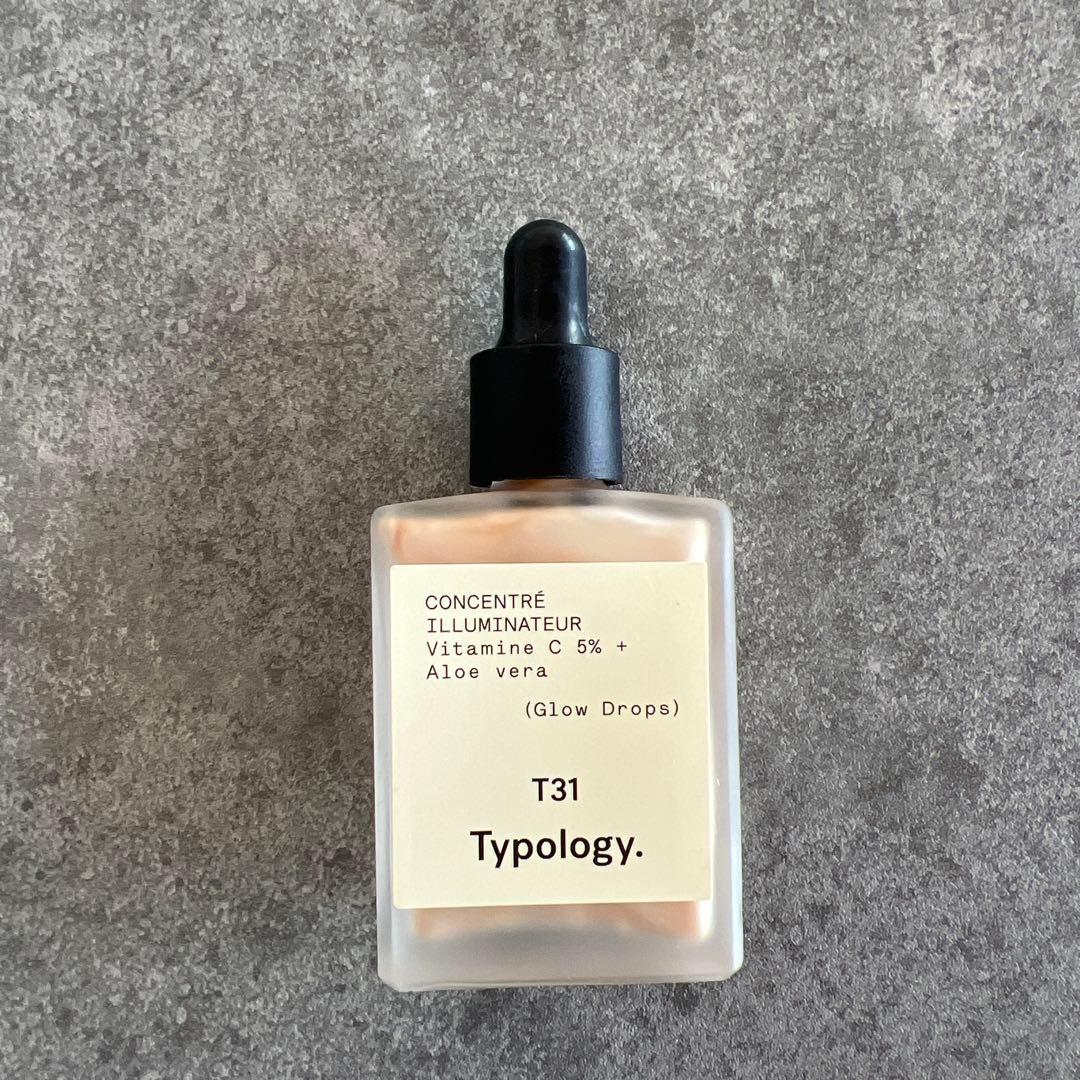 CONCENTRÉ
ILLUMINATEUR
Vitamine C 5% +
Aloe vera
(Glow Drops)
T31
Typology.